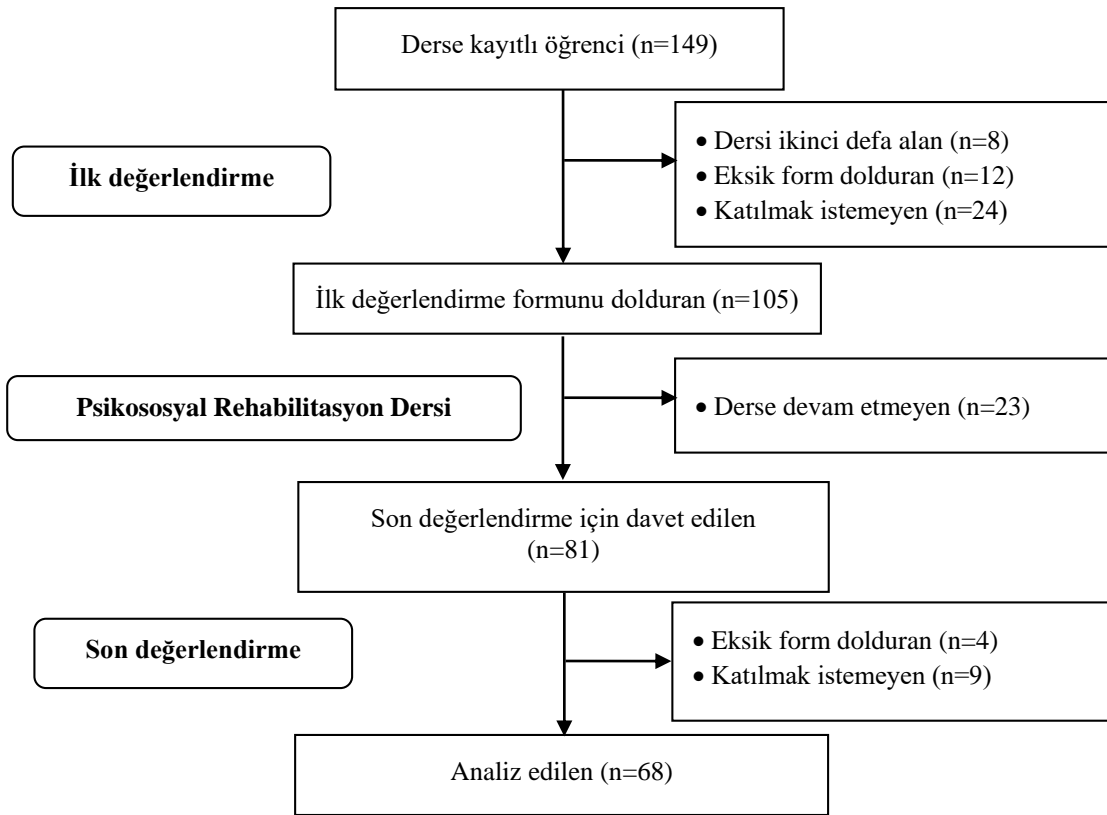 Derse kayıtlı öğrenci (n=149)
• Dersi ikinci defa alan (n=8)
• Eksik form dolduran (n=12)
• Katılmak istemeyen (n=24)
İlk değerlendirme
İlk değerlendirme formunu dolduran (n=105)
Psikososyal Rehabilitasyon Dersi
• Derse devam etmeyen (n=23)
Son değerlendirme için davet edilen
(n=81)
Son değerlendirme
• Eksik form dolduran (n=4)
• Katılmak istemeyen (n=9)
Analiz edilen (n=68)